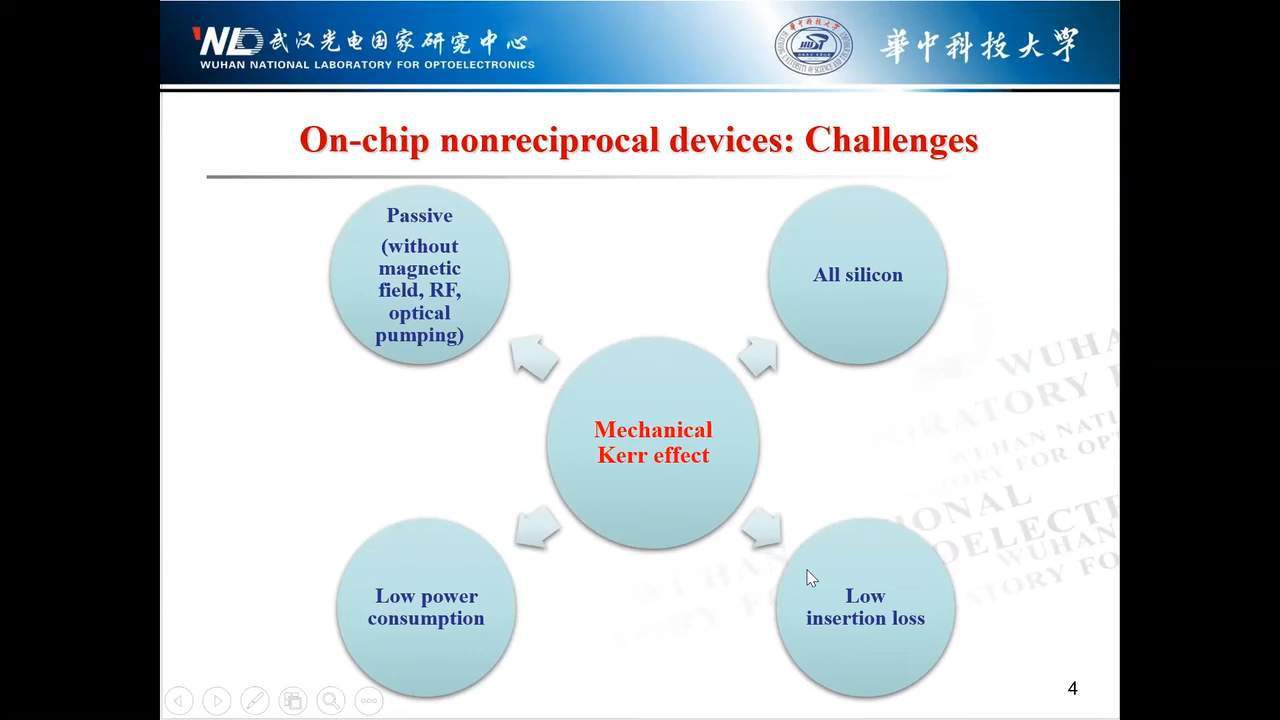 武汉光电国家研究中心
WUHAN NATIONAL LABORATORY FOR OPTOELECTRONICS
華中科技大学
On-chip nonreciprocal devices: Challenges
Passive
(without
magnetic
field, RF,
optical
pumping)
All silicon
Mechanical
Kerr effect
Low power
consumption
Low
insertion loss
4